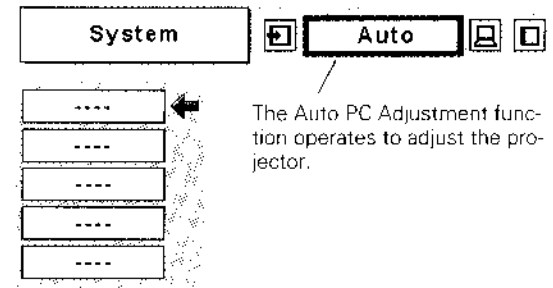 System
Auto
----
The Auto PC Adjustment func-
tion operates to adjust the pro-
jector.
----
----
----
----